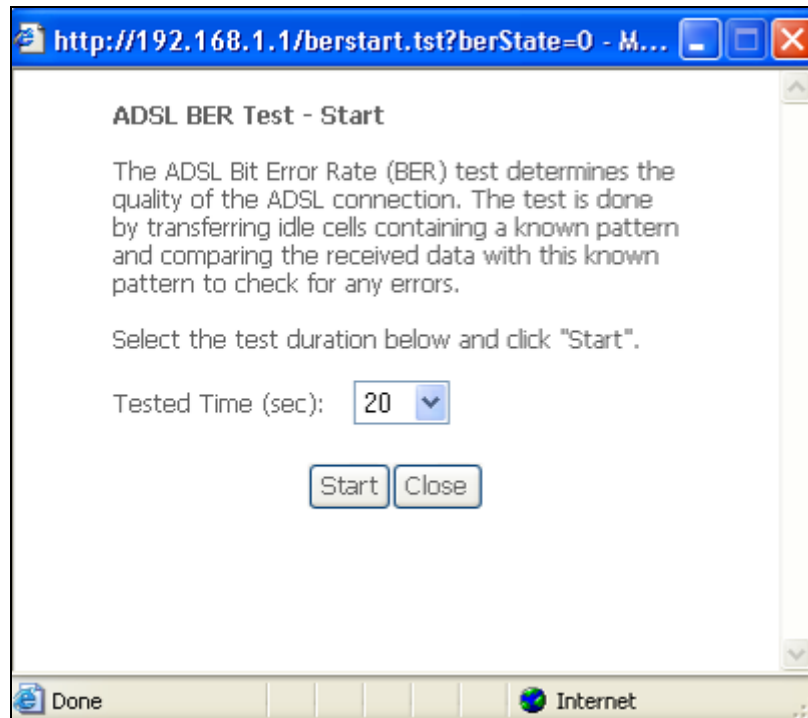 http://192.168.1.1/berstart.tst?berState=0 - M...
ADSL BER Test - Start
The ADSL Bit Error Rate (BER) test determines the
quality of the ADSL connection. The test is done
by transferring idle cells containing a known pattern
and comparing the received data with this known
pattern to check for any errors.
Select the test duration below and click "Start".
Tested Time (sec): 20
Start Close
Done Internet